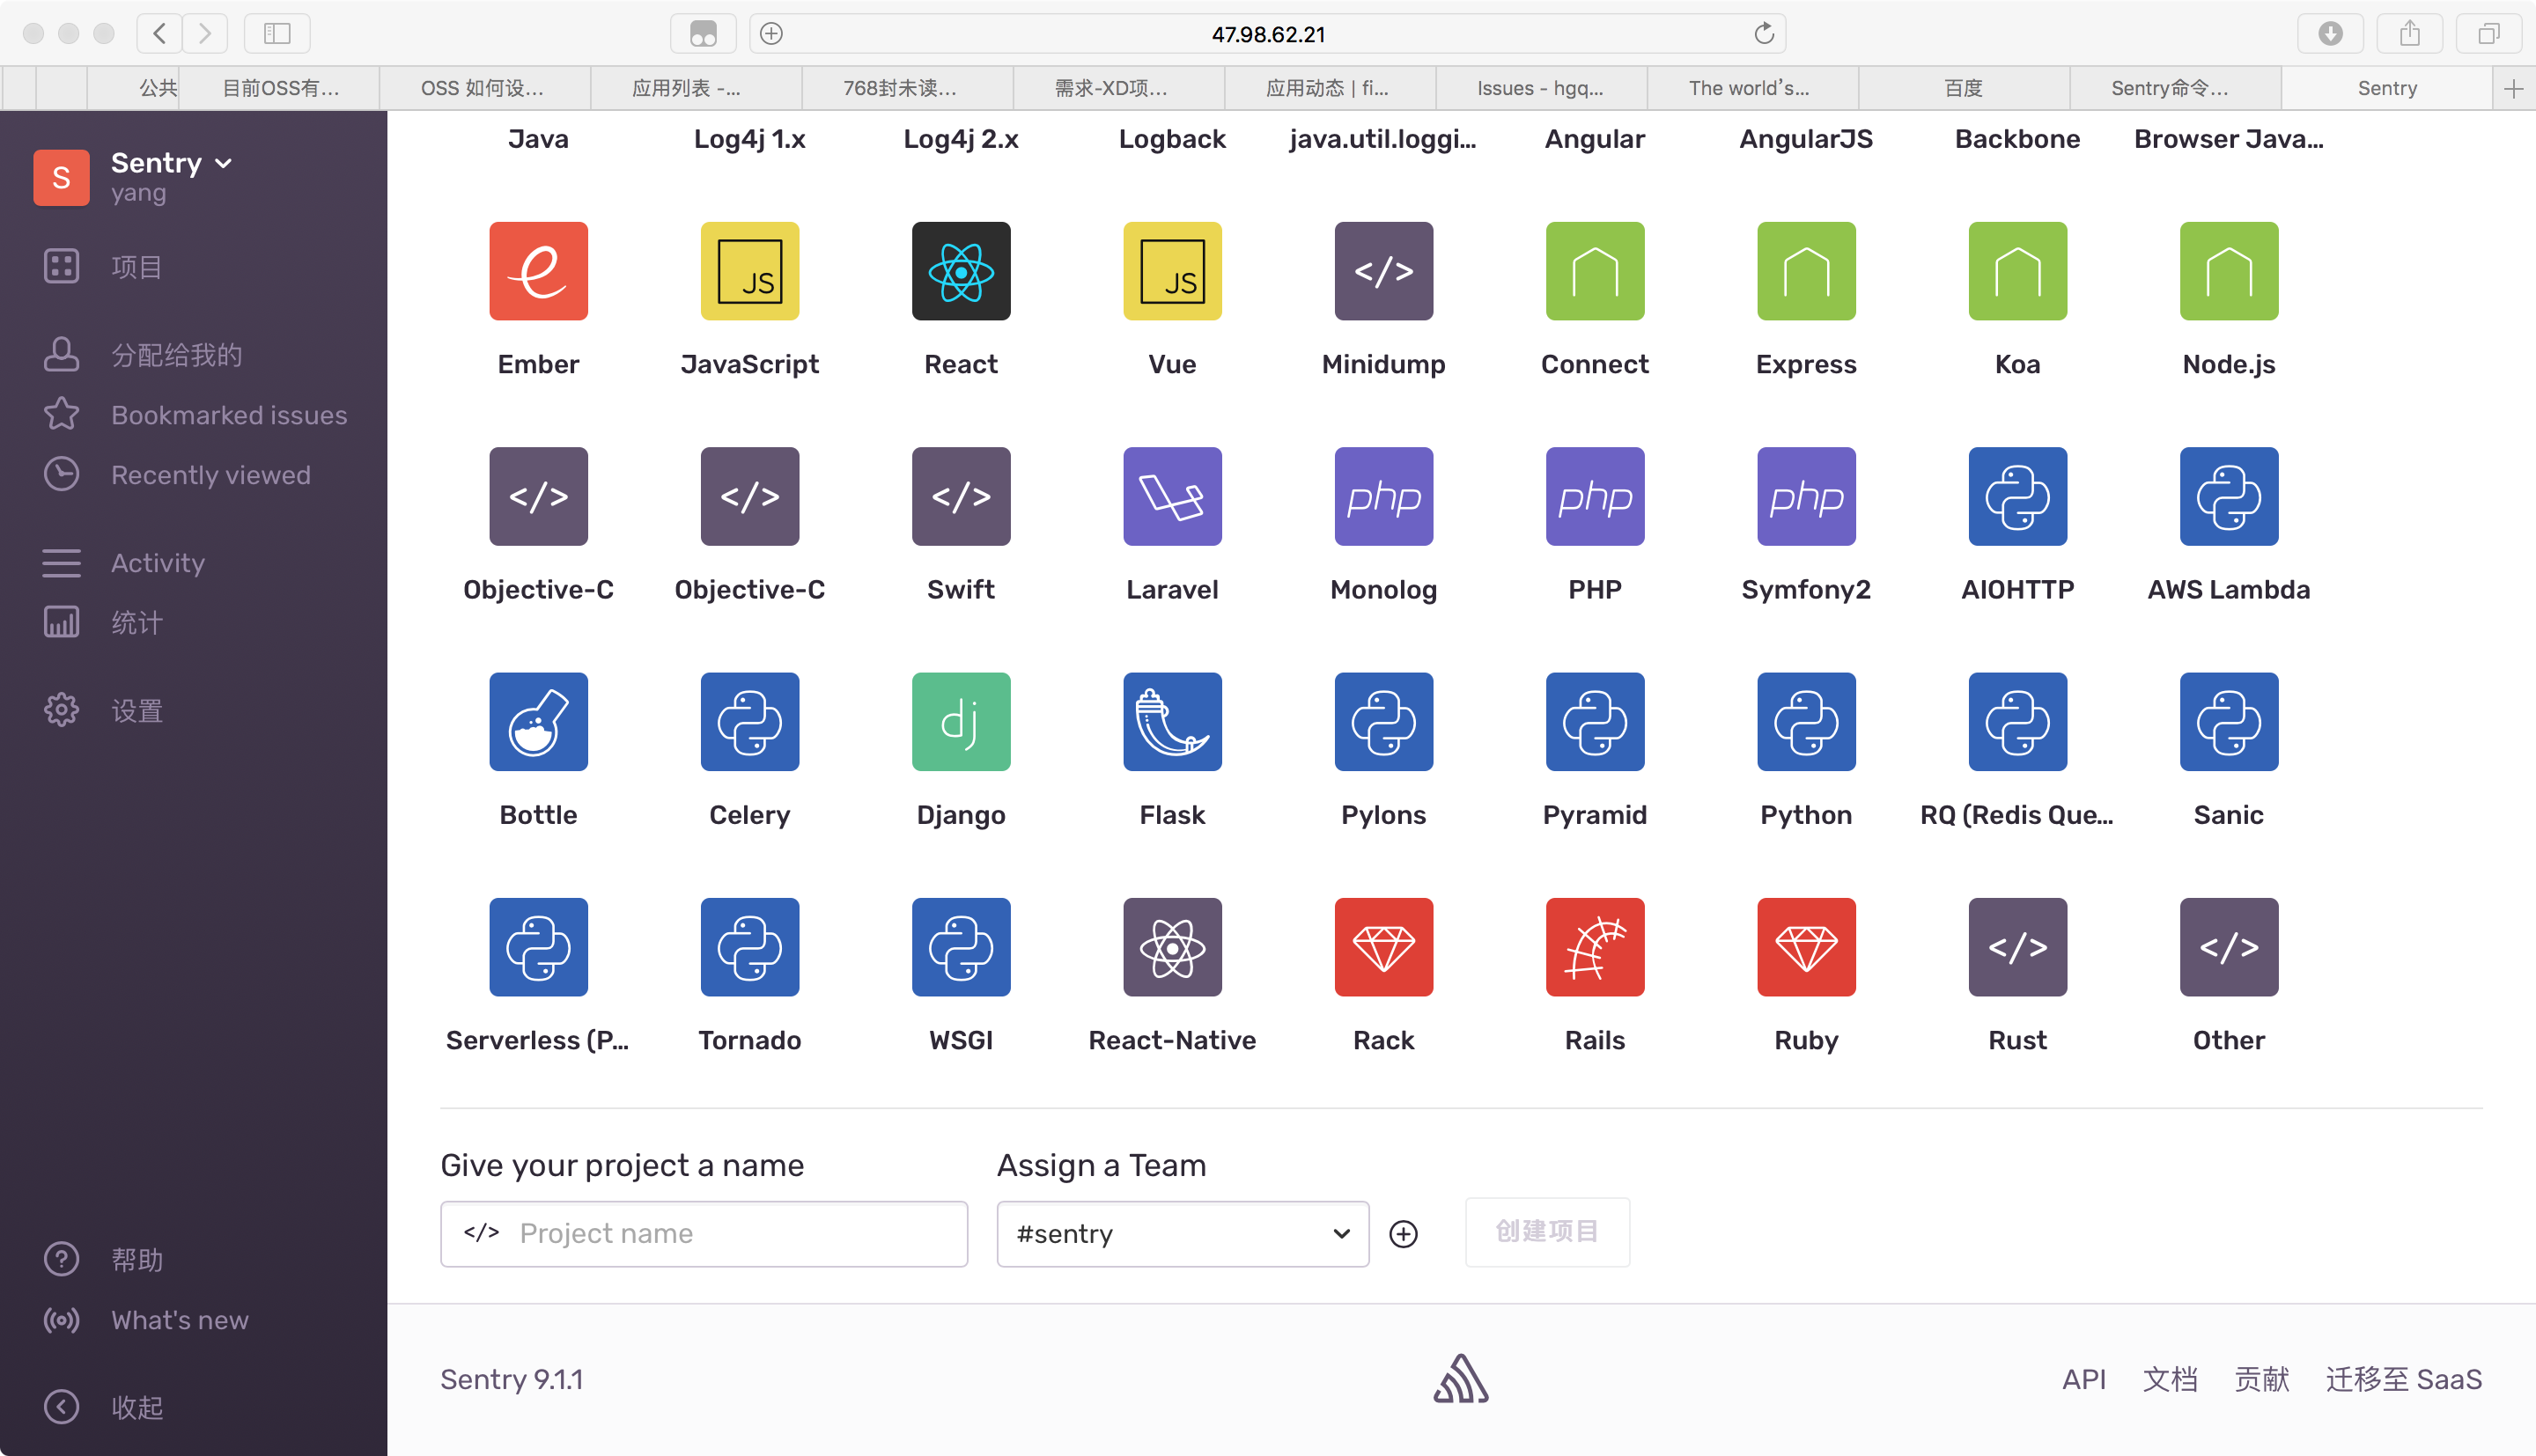 47.98.62.21
公共
目前OSS有...
OSS 如何设...
应用列表 -...
768封未读...
需求-XD项...
应用动态 | fi...
Issues - hgq...
The world's...
百度
Sentry命令...
Sentry
S
Sentry
yang
项目
分配给我的
Bookmarked issues
Recently viewed
Activity
统计
设置
帮助
What's new
收起
Java
Log4j 1.x
Log4j 2.x
Logback
java.util.loggi...
Angular
AngularJS
Backbone
Browser Java...
JS
JS
</>
Ember
JavaScript
React
Vue
Minidump
Connect
Express
Koa
Node.js
</>
</>
</>
php
php
php
Objective-C
Objective-C
Swift
Laravel
Monolog
PHP
Symfony2
AIOHTTP
AWS Lambda
dj
Bottle
Celery
Django
Flask
Pylons
Pyramid
Python
RQ (Redis Que...
Sanic
</>
</>
Serverless (P...
Tornado
WSGI
React-Native
Rack
Rails
Ruby
Rust
Other
Give your project a name
Assign a Team
</> Project name
#sentry
创建项目
Sentry 9.1.1
API
文档
贡献
迁移至 SaaS